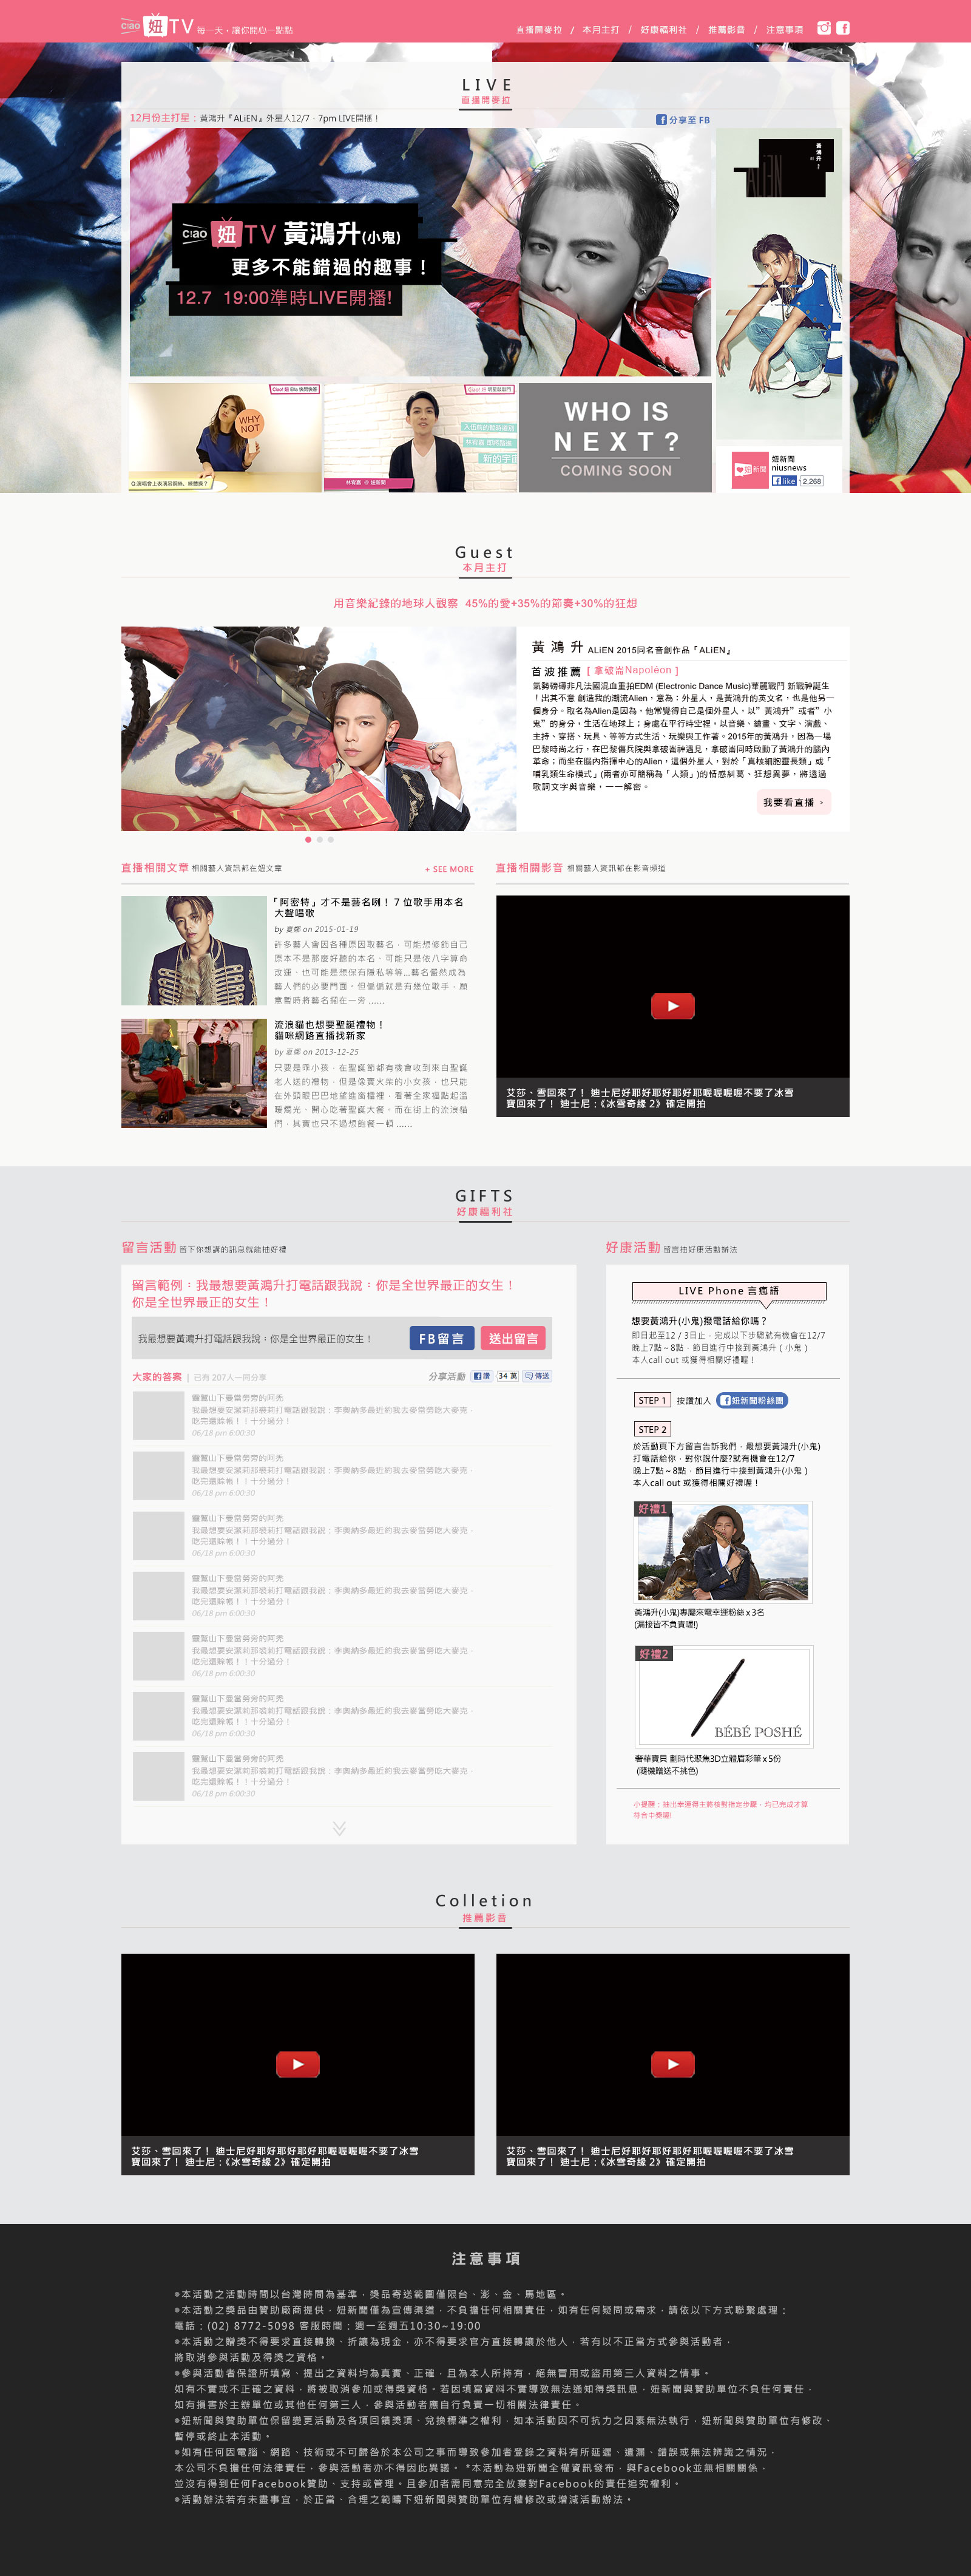 ciao 妞 TV 每一天，讓你開心一點點
直播開麥拉 / 本月主打 / 好康福利社 / 推薦影音 / 注意事項
LIVE
直播開麥拉
12月份主打星：黃鴻升『ALiEN』外星人12/7．7pm LIVE開播！
分享至 FB
黃鴻升
ALiEN
ciao 妞 TV 黃鴻升(小鬼)
更多不能錯過的趣事！
12.7 19:00準時LIVE開播!
WHY NOT
新的宇宙
林宥嘉 @ 妞新聞
WHO IS
NEXT?
COMING SOON
妞新聞
妞新聞
niusnews
like 2,268
Guest
本月主打
用音樂紀錄的地球人觀察 45%的愛+35%的節奏+30%的狂想
黃鴻升 ALiEN 2015同名音創作品『ALiEN』
首波推薦 [ 拿破崙Napoléon ]
氣勢磅礡非凡法國混血重拍EDM (Electronic Dance Music)華麗戰鬥 新戰神誕生
！出其不意 創造我的潮流Alien，意為：外星人，是黃鴻升的英文名，也是他另一
個身分。取名為Alien是因為，他常覺得自己是個外星人，以”黃鴻升”或者”小
鬼”的身分，生活在地球上；身處在平行時空裡，以音樂、繪畫、文字、演戲、
主持、穿搭、玩具、等等方式生活、玩樂與工作著。2015年的黃鴻升，因為一場
巴黎時尚之行，在巴黎傷兵院與拿破崙神遇見，拿破崙同時啟動了黃鴻升的腦內
革命；而坐在腦內指揮中心的Alien，這個外星人，對於「真核細胞靈長類」或「
哺乳類生命模式」(兩者亦可簡稱為「人類」)的情感糾葛、狂想異夢，將透過
歌詞文字與音樂，一一解密。
我要看直播 >
直播相關文章 相關藝人資訊都在妞文章
+ SEE MORE
「阿密特」才不是藝名咧！ 7 位歌手用本名
大聲唱歌
by 夏娜 on 2015-01-19
許多藝人會因各種原因取藝名，可能想修飾自己
原本不是那麼好聽的本名、可能只是依八字算命
改運、也可能是想保有隱私等等...藝名儼然成為
藝人們的必要門面。但偏偏就是有幾位歌手，願
意暫時將藝名擱在一旁 ......
流浪貓也想要聖誕禮物！
貓咪網路直播找新家
by 夏娜 on 2013-12-25
只要是乖小孩，在聖誕節都有機會收到來自聖誕
老人送的禮物，但是像賣火柴的小女孩，也只能
在外頭眼巴巴地望進窗欄裡，看著全家福點起溫
暖燭光、開心吃著聖誕大餐。而在街上的流浪貓
們，其實也只不過想飽餐一頓 ......
直播相關影音 相關藝人資訊都在影音頻道
艾莎、雪回來了！ 迪士尼好耶好耶好耶好耶喔喔喔喔不要了冰雪
寶回來了！ 迪士尼 :《冰雪奇緣 2》確定開拍
GIFTS
好康福利社
留言活動 留下你想講的訊息就能抽好禮
留言範例：我最想要黃鴻升打電話跟我說：你是全世界最正的女生！
你是全世界最正的女生！
我最想要黃鴻升打電話跟我說：你是全世界最正的女生！
FB留言
送出留言
大家的答案 | 已有 207人一同分享
分享活動 讚 34 萬 傳送
靈鷲山下曼當勞旁的阿禿
我最想要安潔莉那裘莉打電話跟我說：李奧納多最近約我去麥當勞吃大麥克．
吃完還賒帳！！十分過分！
06/18 pm 6:00:30
靈鷲山下曼當勞旁的阿禿
我最想要安潔莉那裘莉打電話跟我說：李奧納多最近約我去麥當勞吃大麥克．
吃完還賒帳！！十分過分！
06/18 pm 6:00:30
靈鷲山下曼當勞旁的阿禿
我最想要安潔莉那裘莉打電話跟我說：李奧納多最近約我去麥當勞吃大麥克．
吃完還賒帳！！十分過分！
06/18 pm 6:00:30
靈鷲山下曼當勞旁的阿禿
我最想要安潔莉那裘莉打電話跟我說：李奧納多最近約我去麥當勞吃大麥克．
吃完還賒帳！！十分過分！
06/18 pm 6:00:30
靈鷲山下曼當勞旁的阿禿
我最想要安潔莉那裘莉打電話跟我說：李奧納多最近約我去麥當勞吃大麥克．
吃完還賒帳！！十分過分！
06/18 pm 6:00:30
靈鷲山下曼當勞旁的阿禿
我最想要安潔莉那裘莉打電話跟我說：李奧納多最近約我去麥當勞吃大麥克．
吃完還賒帳！！十分過分！
06/18 pm 6:00:30
靈鷲山下曼當勞旁的阿禿
我最想要安潔莉那裘莉打電話跟我說：李奧納多最近約我去麥當勞吃大麥克．
吃完還賒帳！！十分過分！
06/18 pm 6:00:30
好康活動 留言拴好康活動辦法
LIVE Phone 言瘋語
想要黃鴻升(小鬼)撥電話給你嗎？
即日起至12 / 3日止，完成以下步驟就有機會在12/7
晚上7點～8點，節目進行中接到黃鴻升（小鬼）
本人call out 或獲得相關好禮喔！
STEP 1 按讚加入 妞新聞粉絲團
STEP 2
於活動頁下方留言告訴我們，最想要黃鴻升(小鬼)
打電話給你，對你說什麼?就有機會在12/7
晚上7點～8點，節目進行中接到黃鴻升(小鬼）
本人call out 或獲得相關好禮喔！
好禮1
黃鴻升(小鬼)專屬來電幸運粉絲 x 3名
(漏接皆不負責喔!)
好禮2
BÉBÉ POSHÉ
奢華寶貝 劃時代聚焦3D立體眉彩筆 x 5份
(隨機贈送不挑色)
小提醒：抽出幸運得主將核對指定步驟，均已完成才算
符合中獎喔!
Colletion
推薦影音
艾莎、雪回來了！ 迪士尼好耶好耶好耶好耶喔喔喔喔不要了冰雪
寶回來了！ 迪士尼 :《冰雪奇緣 2》確定開拍
艾莎、雪回來了！ 迪士尼好耶好耶好耶好耶喔喔喔喔不要了冰雪
寶回來了！ 迪士尼 :《冰雪奇緣 2》確定開拍
注意事項
※本活動之活動時間以台灣時間為基準，獎品寄送範圍僅限台、澎、金、馬地區。
※本活動之獎品由贊助廠商提供，妞新聞僅為宣傳渠道，不負擔任何相關責任，如有任何疑問或需求，請依以下方式聯繫處理：
電話：(02) 8772-5098 客服時間：週一至週五10:30~19:00
※本活動之贈獎不得要求直接轉換、折讓為現金，亦不得要求官方直接轉讓於他人，若有以不正當方式參與活動者，
將取消參與活動及得獎之資格。
※參與活動者保證所填寫、提出之資料均為真實、正確，且為本人所持有，絕無冒用或盜用第三人資料之情事。
如有不實或不正確之資料，將被取消參加或得獎資格。若因填寫資料不實導致無法通知得獎訊息，妞新聞與贊助單位不負任何責任，
如有損害於主辦單位或其他任何第三人，參與活動者應自行負責一切相關法律責任。
※妞新聞與贊助單位保留變更活動及各項回饋獎項、兌換標準之權利，如本活動因不可抗力之因素無法執行，妞新聞與贊助單位有修改、
暫停或終止本活動。
※如有任何因電腦、網路、技術或不可歸咎於本公司之事而導致參加者登錄之資料有所延遲、遺漏、錯誤或無法辨識之情況，
本公司不負擔任何法律責任，參與活動者亦不得因此異議。 *本活動為妞新聞全權資訊發布，與Facebook並無相關關係，
並沒有得到任何Facebook贊助、支持或管理。且參加者需同意完全放棄對Facebook的責任追究權利。
※活動辦法若有未盡事宜，於正當、合理之範疇下妞新聞與贊助單位有權修改或增減活動辦法。